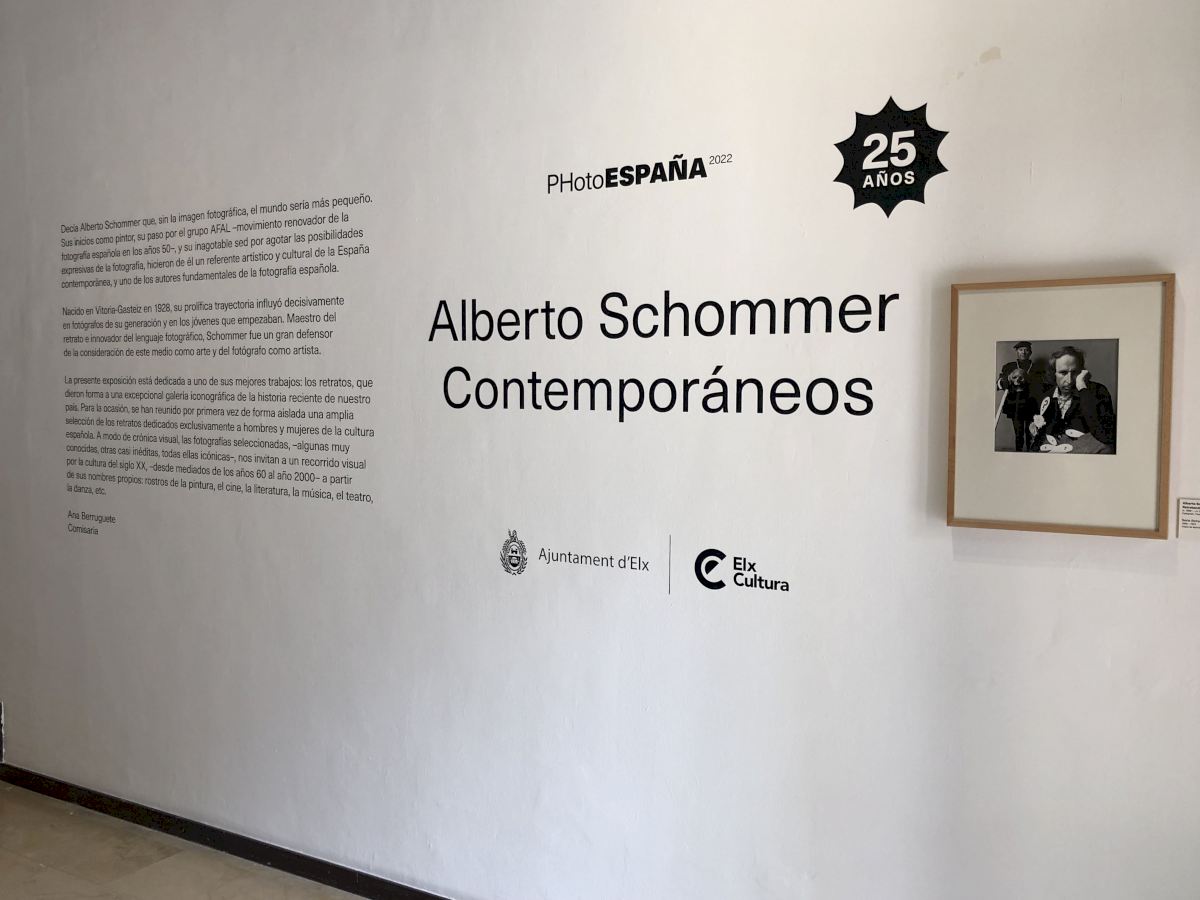 Decía Alberto Schommer que, sin la imagen fotográfica, el mundo sería más pequeño.
Sus inicios como pintor, su paso por el grupo AFAL –movimiento renovador de la
fotografía española en los años 50–, y su inagotable sed por agotar las posibilidades
expresivas de la fotografía, hicieron de él un referente artístico y cultural de la España
contemporánea, y uno de los autores fundamentales de la fotografía española.
Nacido en Vitoria-Gasteiz en 1928, su prolífica trayectoria influyó decisivamente
en fotógrafos de su generación y en los jóvenes que empezaban. Maestro del
retrato e innovador del lenguaje fotográfico, Schommer fue un gran defensor
de la consideración de este medio como arte y del fotógrafo como artista.
La presente exposición está dedicada a uno de sus mejores trabajos: los retratos, que
dieron forma a una excepcional galería iconográfica de la historia reciente de nuestro
país. Para la ocasión, se han reunido por primera vez de forma aislada una amplia
selección de los retratos dedicados exclusivamente a hombres y mujeres de la cultura
española. A modo de crónica visual, las fotografías seleccionadas, –algunas muy
conocidas, otras casi inéditas, todas ellas icónicas–, nos invitan a un recorrido visual
por la cultura del siglo XX, –desde mediados de los años 60 al año 2000– a partir
de sus nombres propios: rostros de la pintura, el cine, la literatura, la música, el teatro,
la danza, etc.
Ana Berruguete
Comisaria
PHotoESPAÑA 2022
25
AÑOS
Alberto Schommer
Contemporáneos
Ajuntament d'Elx
Elx
Cultura